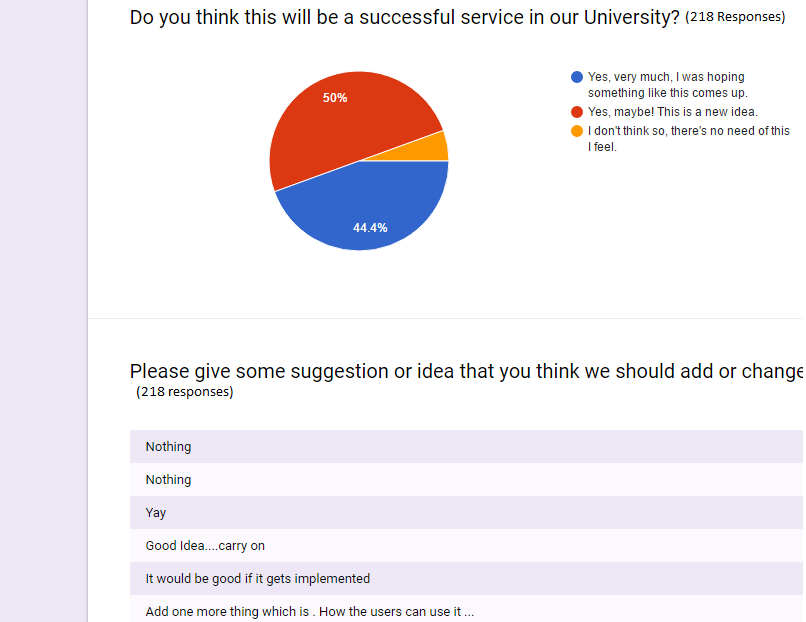 Do you think this will be a successful service in our University? (218 Responses)
50%
44.4%
Yes, very much, I was hoping
something like this comes up.
Yes, maybe! This is a new idea.
I don't think so, there's no need of this
I feel.
Please give some suggestion or idea that you think we should add or change
(218 responses)
Nothing
Nothing
Yay
Good Idea....carry on
It would be good if it gets implemented
Add one more thing which is . How the users can use it ...